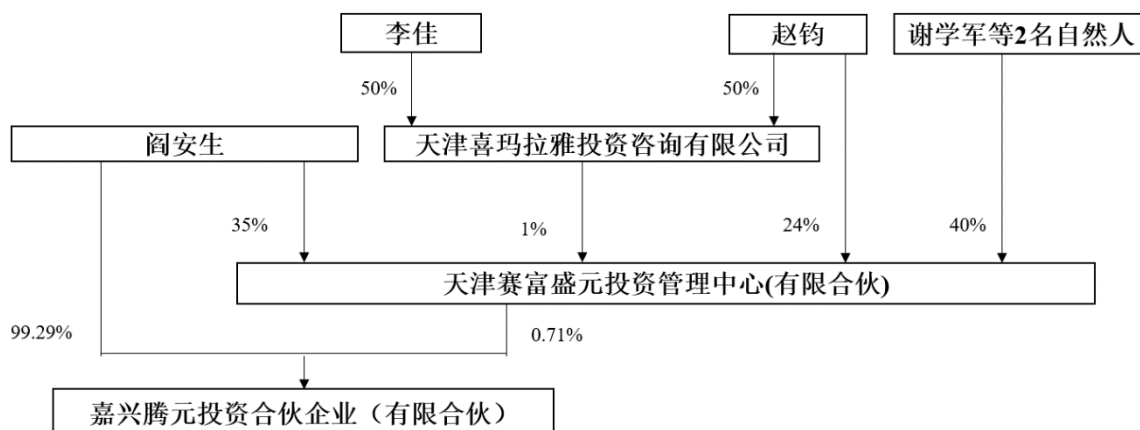 李佳
赵钧
谢学军等2名自然人
50%
50%
阎安生
天津喜玛拉雅投资咨询有限公司
35%
1%
24%
40%
天津赛富盛元投资管理中心(有限合伙)
99.29%
0.71%
嘉兴腾元投资合伙企业（有限合伙）